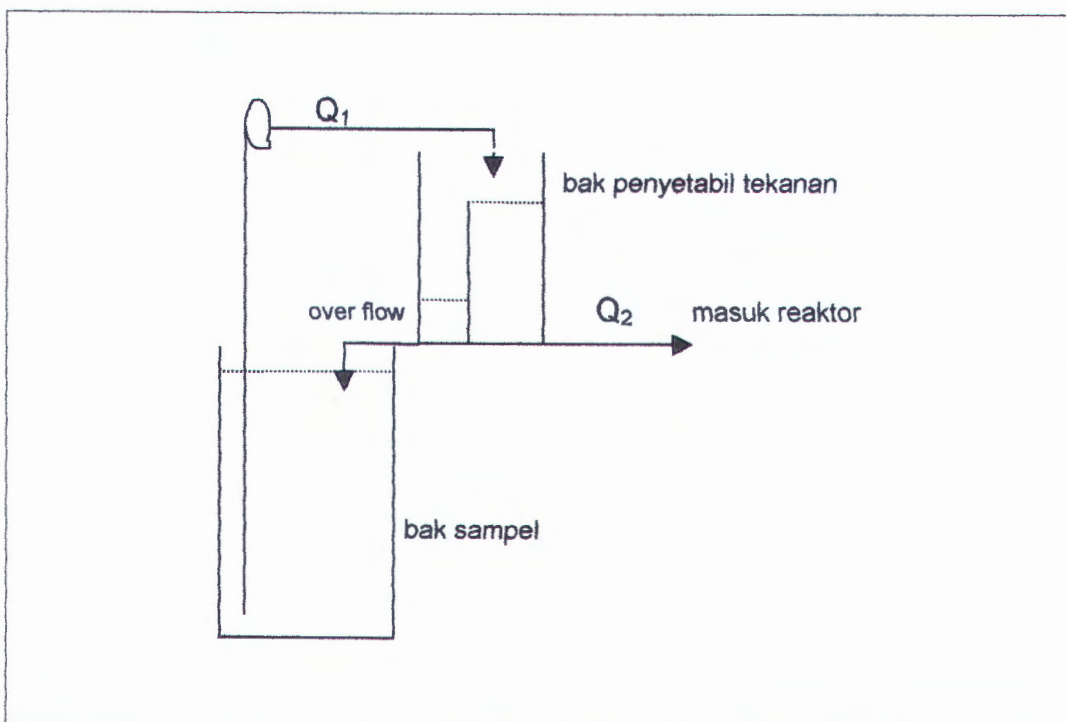 Q₁
bak penyetabil tekanan
over flow
Q₂
masuk reaktor
bak sampel